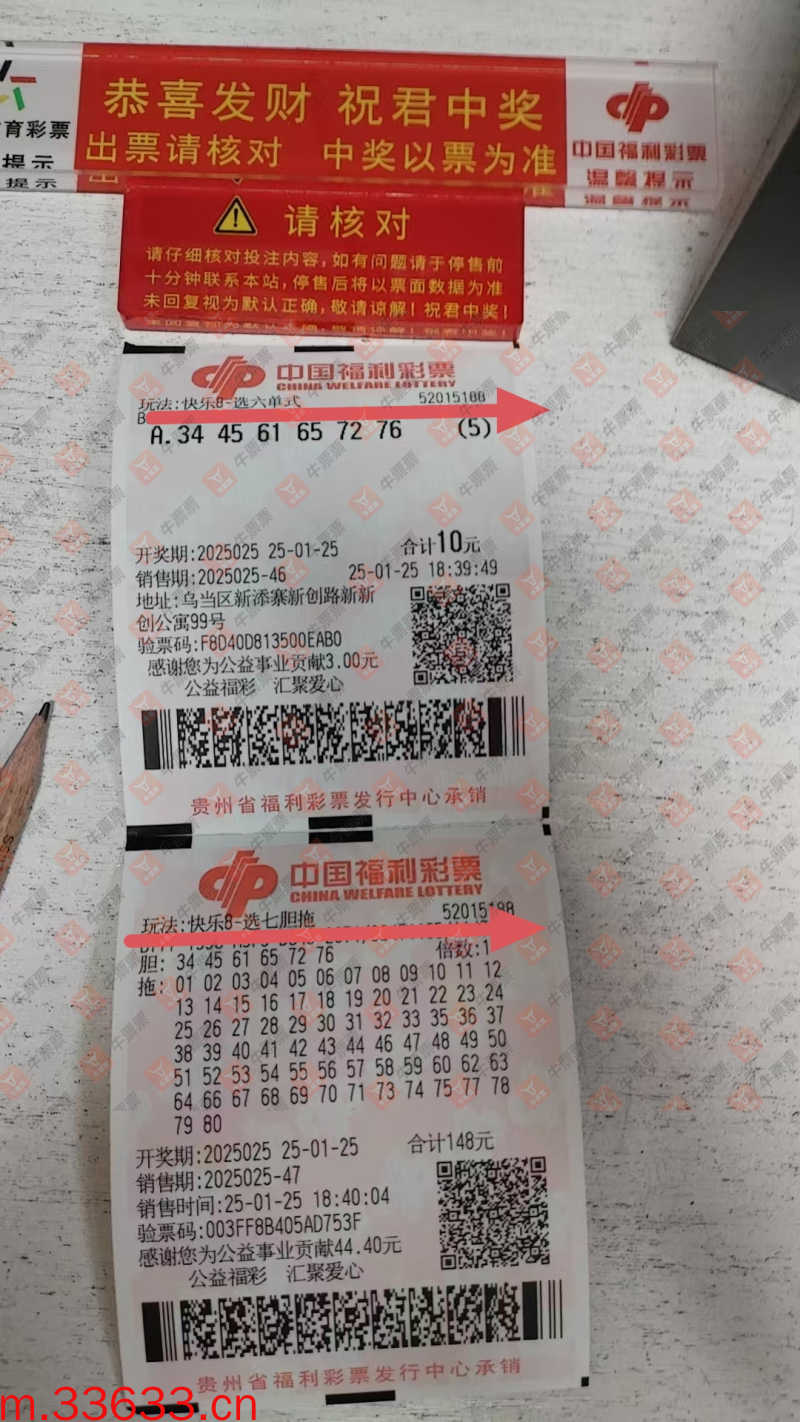 恭喜发财 祝君中奖
育彩票
出票请核对 中奖以票为准
中国福利彩票
提示
温馨提示
提示
温馨提示
请核对
请仔细核对投注内容,如有问题请于停售前
十分钟联系本站,停售后将以票面数据为准
未回复视为默认正确,敬请谅解!祝君中奖!
中国福利彩票
CHINA WELFARE LOTTERY
玩法:快乐8-选六单式 52015188
A.34 45 61 65 72 76 (5)
开奖期:2025025 25-01-25 合计10元
销售期:2025025-46 25-01-25 18:39:49
地址:乌当区新添寨新创路新新
创公寓99号
验票码:F8D40D813500EAB0
感谢您为公益事业贡献3.00元
公益福彩 汇聚爱心
贵州省福利彩票发行中心承销
中国福利彩票
CHINA WELFARE LOTTERY
玩法:快乐8-选七胆拖 52015188
倍数:1
胆: 34 45 61 65 72 76
拖: 01 02 03 04 05 06 07 08 09 10 11 12
13 14 15 16 17 18 19 20 21 22 23 24
25 26 27 28 29 30 31 32 33 35 36 37
38 39 40 41 42 43 44 46 47 48 49 50
51 52 53 54 55 56 57 58 59 60 62 63
64 66 67 68 69 70 71 73 74 75 77 78
79 80
开奖期:2025025 25-01-25 合计148元
销售期:2025025-47
销售时间:25-01-25 18:40:04
验票码:003FF8B405AD753F
感谢您为公益事业贡献44.40元
公益福彩 汇聚爱心
贵州省福利彩票发行中心承销
m.33633.cn